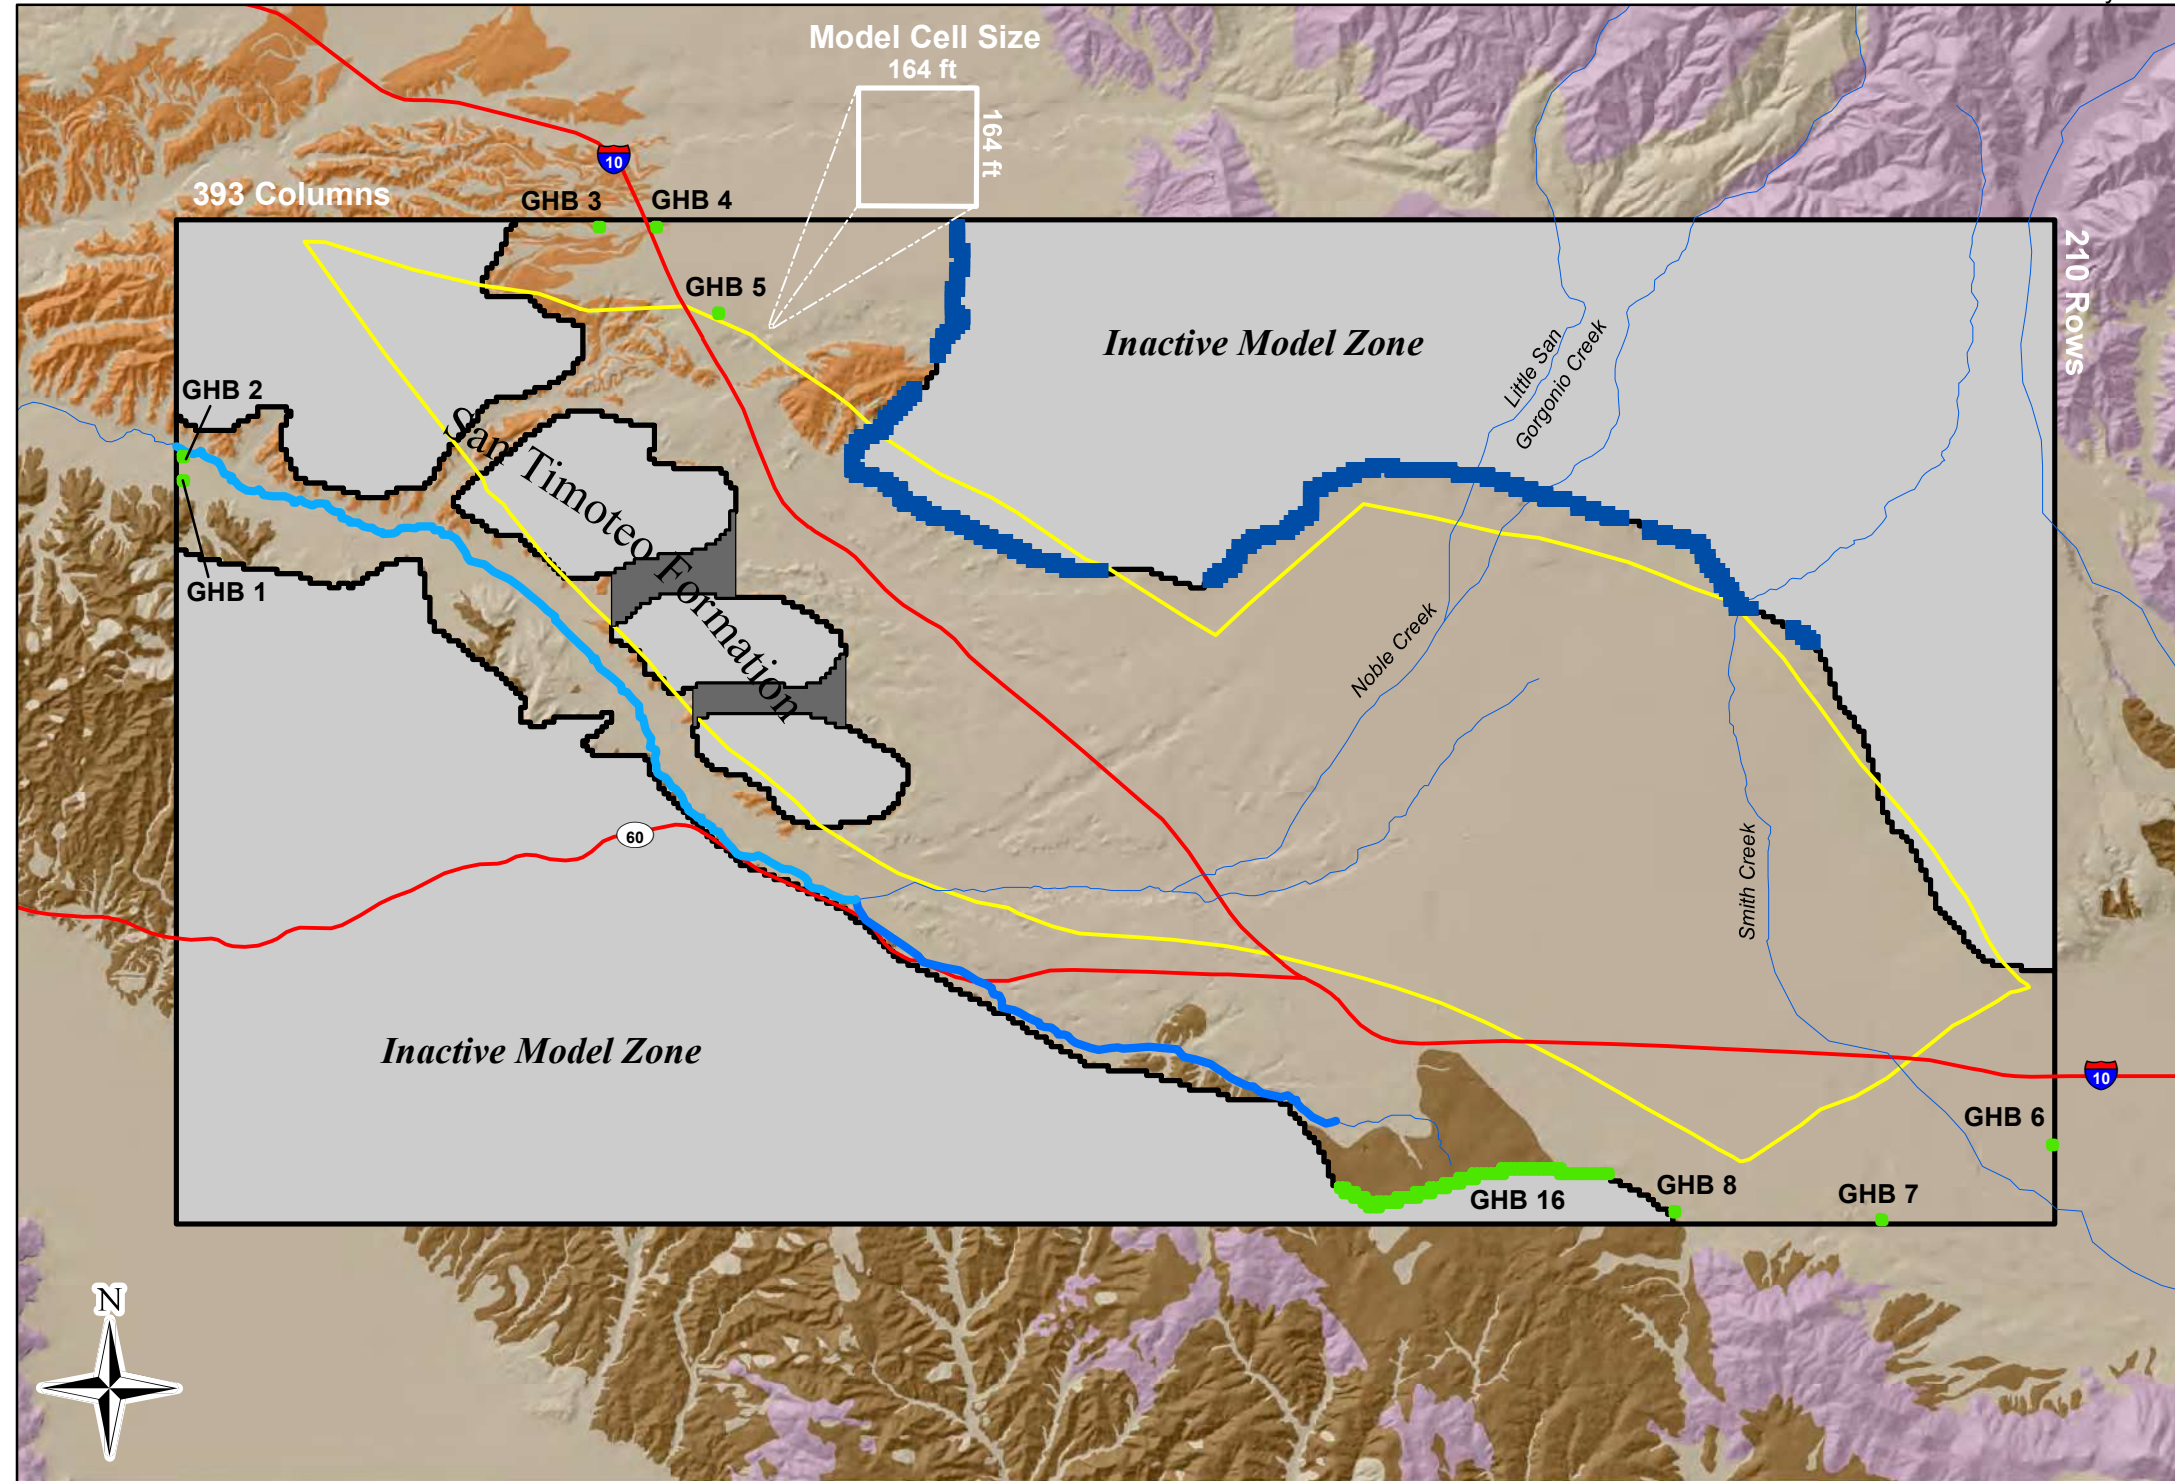 Model Cell Size
164 ft
164 ft
10
393 Columns
GHB 3
GHB 4
210 Rows
GHB 5
Inactive Model Zone
Little San
Gorgonio Creek
GHB 2
San Timoteo Formation
GHB 1
Noble Creek
60
Smith Creek
Inactive Model Zone
10
GHB 6
GHB 8
GHB 7
GHB 16
N